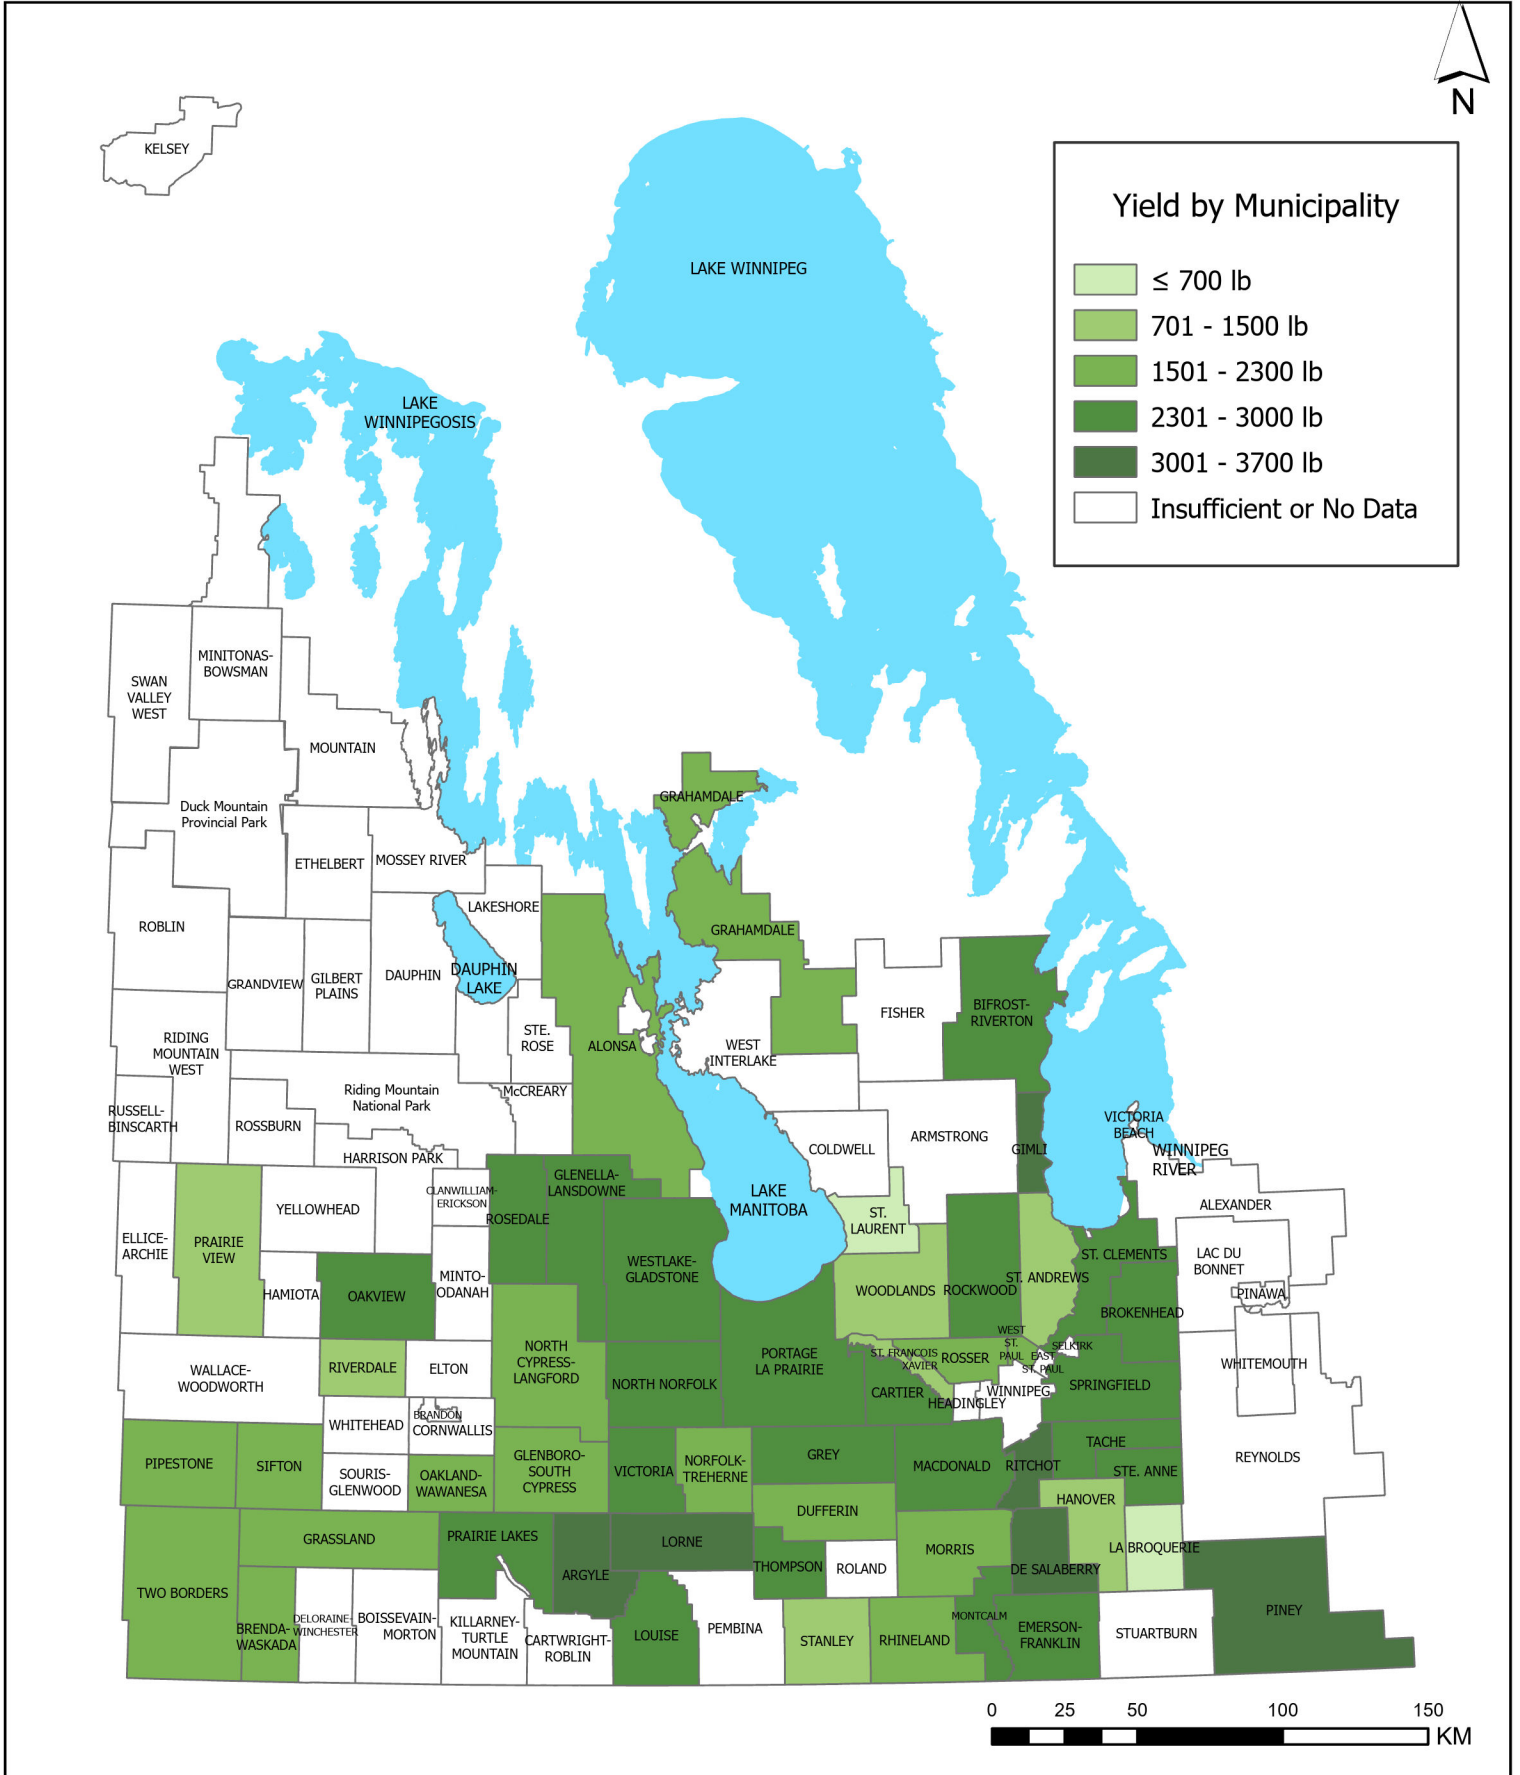 N
KELSEY
Yield by Municipality
≤ 700 lb
701 - 1500 lb
1501 - 2300 lb
2301 - 3000 lb
3001 - 3700 lb
Insufficient or No Data
LAKE WINNIPEG
LAKE
WINNIPEGOSIS
MINITONAS-
BOWSMAN
SWAN
VALLEY
WEST
MOUNTAIN
Duck Mountain
Provincial Park
GRAHAMDALE
ETHELBERT
MOSSEY RIVER
LAKESHORE
ROBLIN
GRAHAMDALE
GRANDVIEW
GILBERT
PLAINS
DAUPHIN
DAUPHIN
LAKE
FISHER
BIFROST-
RIVERTON
STE.
ROSE
ALONSA
WEST
INTERLAKE
RIDING
MOUNTAIN
WEST
Riding Mountain
National Park
McCREARY
RUSSELL-
BINSCARTH
ROSSBURN
HARRISON PARK
COLDWELL
ARMSTRONG
GIMLI
VICTORIA
BEACH
WINNIPEG
RIVER
ALEXANDER
CLANWILLIAM-
ERICKSON
GLENELLA-
LANSDOWNE
LAKE
MANITOBA
YELLOWHEAD
ROSEDALE
ST.
LAURENT
ELLICE-
ARCHIE
PRAIRIE
VIEW
WESTLAKE-
GLADSTONE
ST. CLEMENTS
LAC DU
BONNET
HAMIOTA
OAKVIEW
MINTO-
ODANAH
WOODLANDS
ROCKWOOD
ST. ANDREWS
PINAWA
BROKENHEAD
NORTH
CYPRESS-
LANGFORD
WALLACE-
WOODWORTH
RIVERDALE
ELTON
NORTH NORFOLK
PORTAGE
LA PRAIRIE
ST. FRANCOIS
XAVIER
ROSSER
WEST
ST.
PAUL
EAST
ST. PAUL
SELKIRK
WHITEMOUTH
CARTIER
HEADINGLEY
WINNIPEG
SPRINGFIELD
WHITEHEAD
BRANDON
CORNWALLIS
PIPESTONE
SIFTON
SOURIS-
GLENWOOD
OAKLAND-
WAWANESA
GLENBORO-
SOUTH
CYPRESS
VICTORIA
NORFOLK-
TREHERNE
GREY
MACDONALD
RITCHOT
TACHE
STE. ANNE
REYNOLDS
HANOVER
DUFFERIN
GRASSLAND
PRAIRIE LAKES
LORNE
LA BROQUERIE
ARGYLE
THOMPSON
ROLAND
MORRIS
DE SALABERRY
TWO BORDERS
BRENDA-
WASKADA
DELORAINE-
WINCHESTER
BOISSEVAIN-
MORTON
KILLARNEY-
TURTLE
MOUNTAIN
CARTWRIGHT-
ROBLIN
LOUISE
PEMBINA
STANLEY
RHINELAND
MONTCALM
EMERSON-
FRANKLIN
STUARTBURN
PINEY
0 25 50 100 150
KM